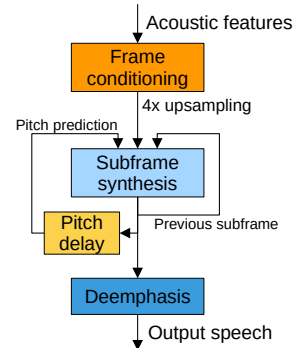 Acoustic features
Frame
conditioning
4x upsampling
Pitch prediction
Subframe
synthesis
Previous subframe
Pitch
delay
Deemphasis
Output speech